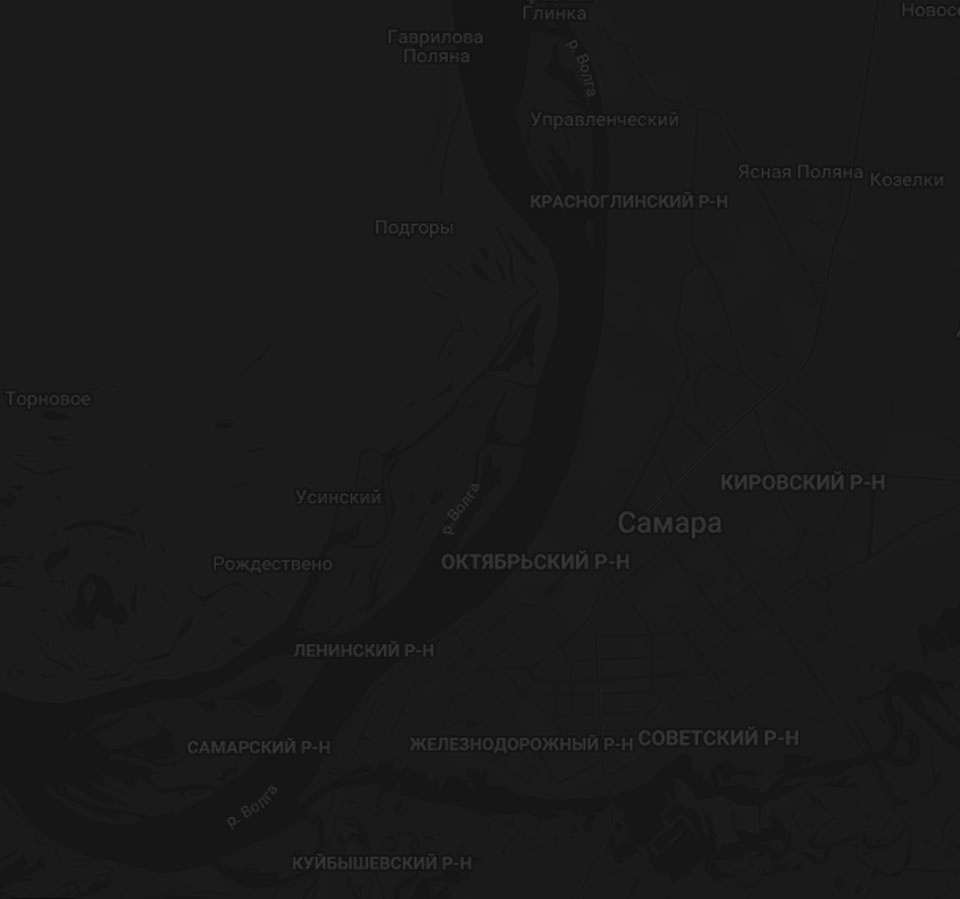 Глинка
Новосе
Гаврилова
Поляна
р. Волга
Управленческий
Ясная Поляна
Козелки
КРАСНОГЛИНСКИЙ Р-Н
Подгоры
Торновое
КИРОВСКИЙ Р-Н
Усинский
р. Волга
Самара
Рождествено
ОКТЯБРЬСКИЙ Р-Н
ЛЕНИНСКИЙ Р-Н
САМАРСКИЙ Р-Н
ЖЕЛЕЗНОДОРОЖНЫЙ Р-Н
СОВЕТСКИЙ Р-Н
р. Волга
КУЙБЫШЕВСКИЙ Р-Н